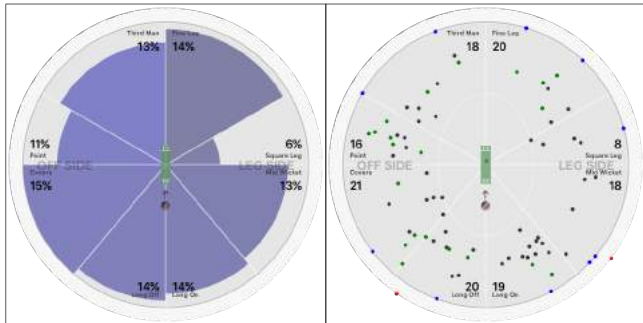 Third Man
13%
Fine Leg
14%
11%
Point
6%
Square Leg
OFF SIDE
LEG SIDE
Covers
15%
Mid Wicket
13%
14%
Long Off
14%
Long On
Third Man
18
Fine Leg
20
16
Point
8
Square Leg
OFF SIDE
LEG SIDE
Covers
21
Mid Wicket
18
20
Long Off
19
Long On